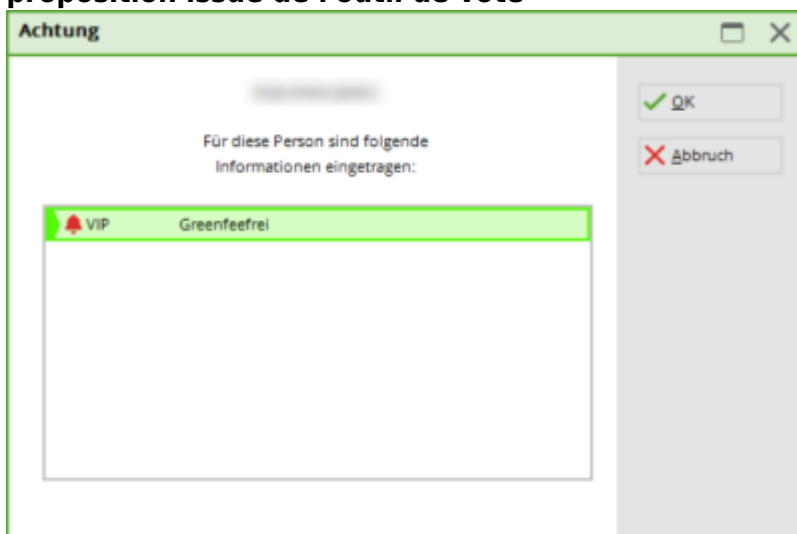 proposition issue de l'outil de vote
Achtung
Für diese Person sind folgende
Informationen eingetragen:
OK
Abbruch
VIP Greenfeefrei